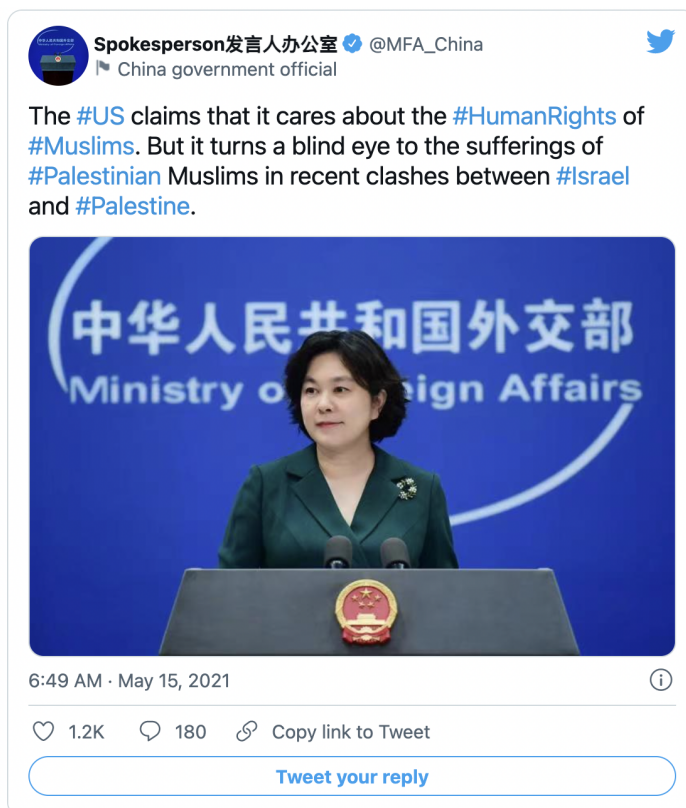 Spokesperson发言人办公室 @MFA_China
China government official
The #US claims that it cares about the #HumanRights of
#Muslims. But it turns a blind eye to the sufferings of
#Palestinian Muslims in recent clashes between #Israel
and #Palestine.
中华人民共和国外交部
Ministry o eign Affairs
6:49 AM · May 15, 2021
1.2K 180 Copy link to Tweet
Tweet your reply